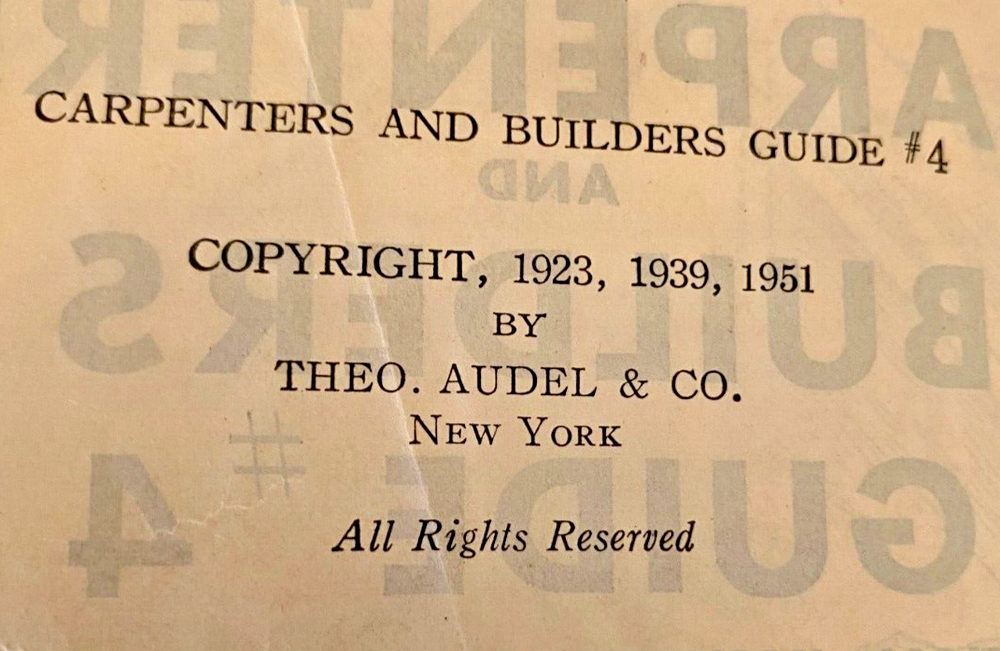 CARPENTERS AND BUILDERS GUIDE #4
COPYRIGHT, 1923, 1939, 1951
BY
THEO. AUDEL & CO.
NEW YORK
All Rights Reserved